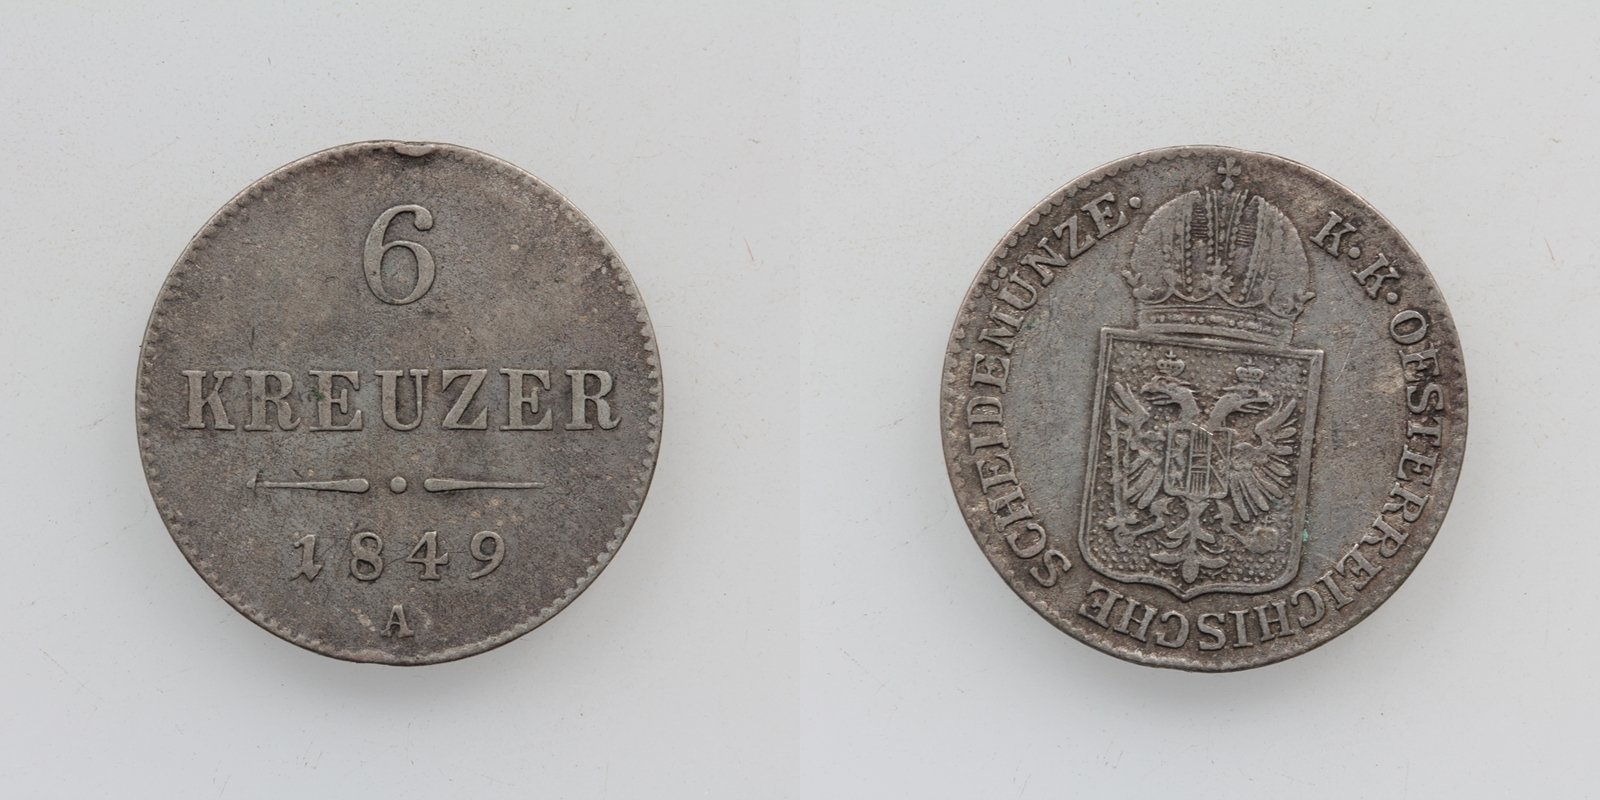 6
KREUZER
1849
A
K. K. OESTERREICHISCHE SCHEIDEMÜNZE.